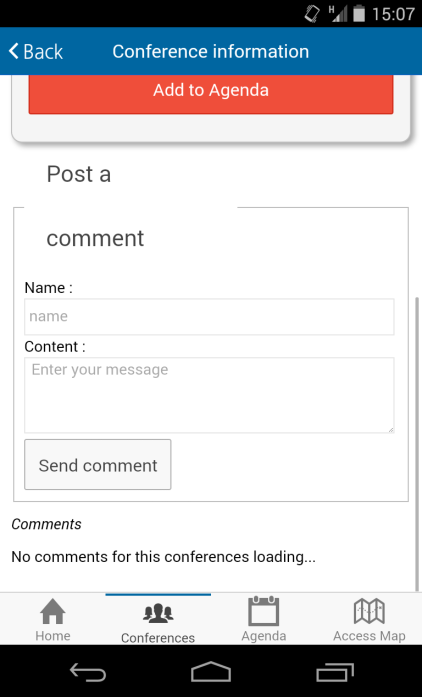 H 15:07
Back Conference information
Add to Agenda
Post a
comment
Name :
name
Content :
Enter your message
Send comment
Comments
No comments for this conferences loading...
Home Conferences Agenda Access Map